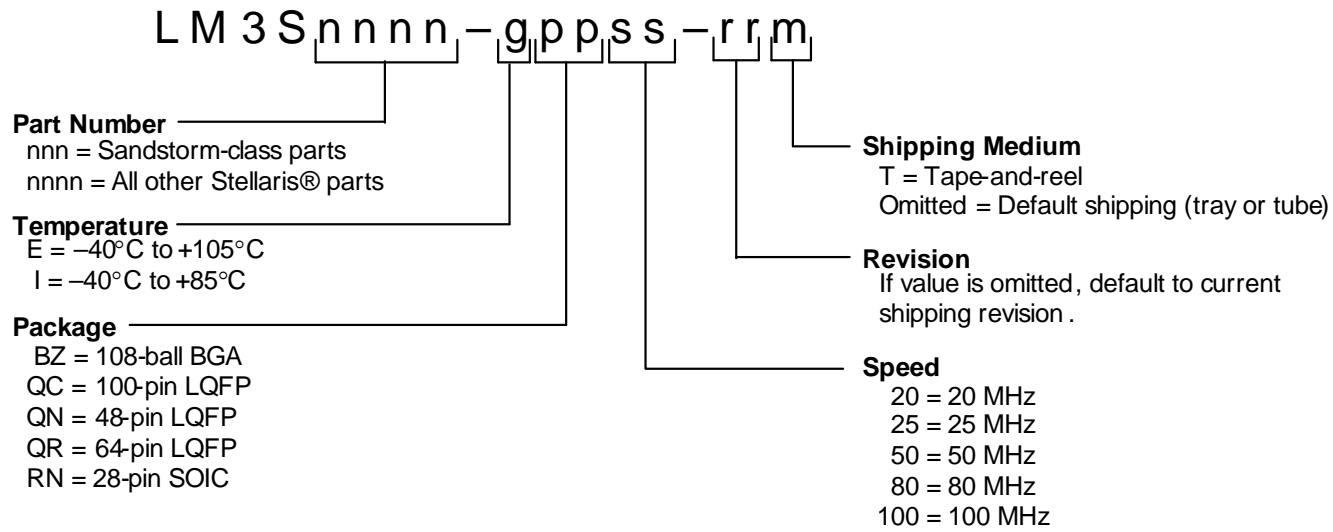 LM3Snnnn–gppss–rrm
Part Number
nnn = Sandstorm-class parts
nnnn = All other Stellaris® parts
Temperature
E = –40°C to +105°C
I = –40°C to +85°C
Package
BZ = 108-ball BGA
QC = 100-pin LQFP
QN = 48-pin LQFP
QR = 64-pin LQFP
RN = 28-pin SOIC
Shipping Medium
T = Tape-and-reel
Omitted = Default shipping (tray or tube)
Revision
If value is omitted, default to current
shipping revision.
Speed
20 = 20 MHz
25 = 25 MHz
50 = 50 MHz
80 = 80 MHz
100 = 100 MHz